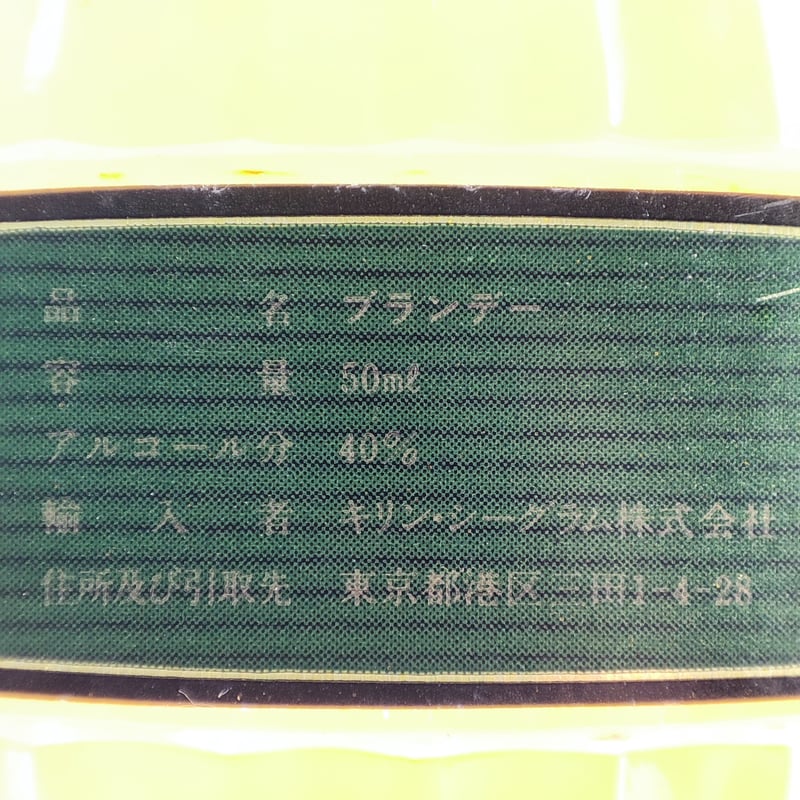 品名 ブランデー
容量 50mℓ
アルコール分 40%
輸入者 キリン・シーグラム株式会社
住所及び引取先 東京都港区三田1-4-28